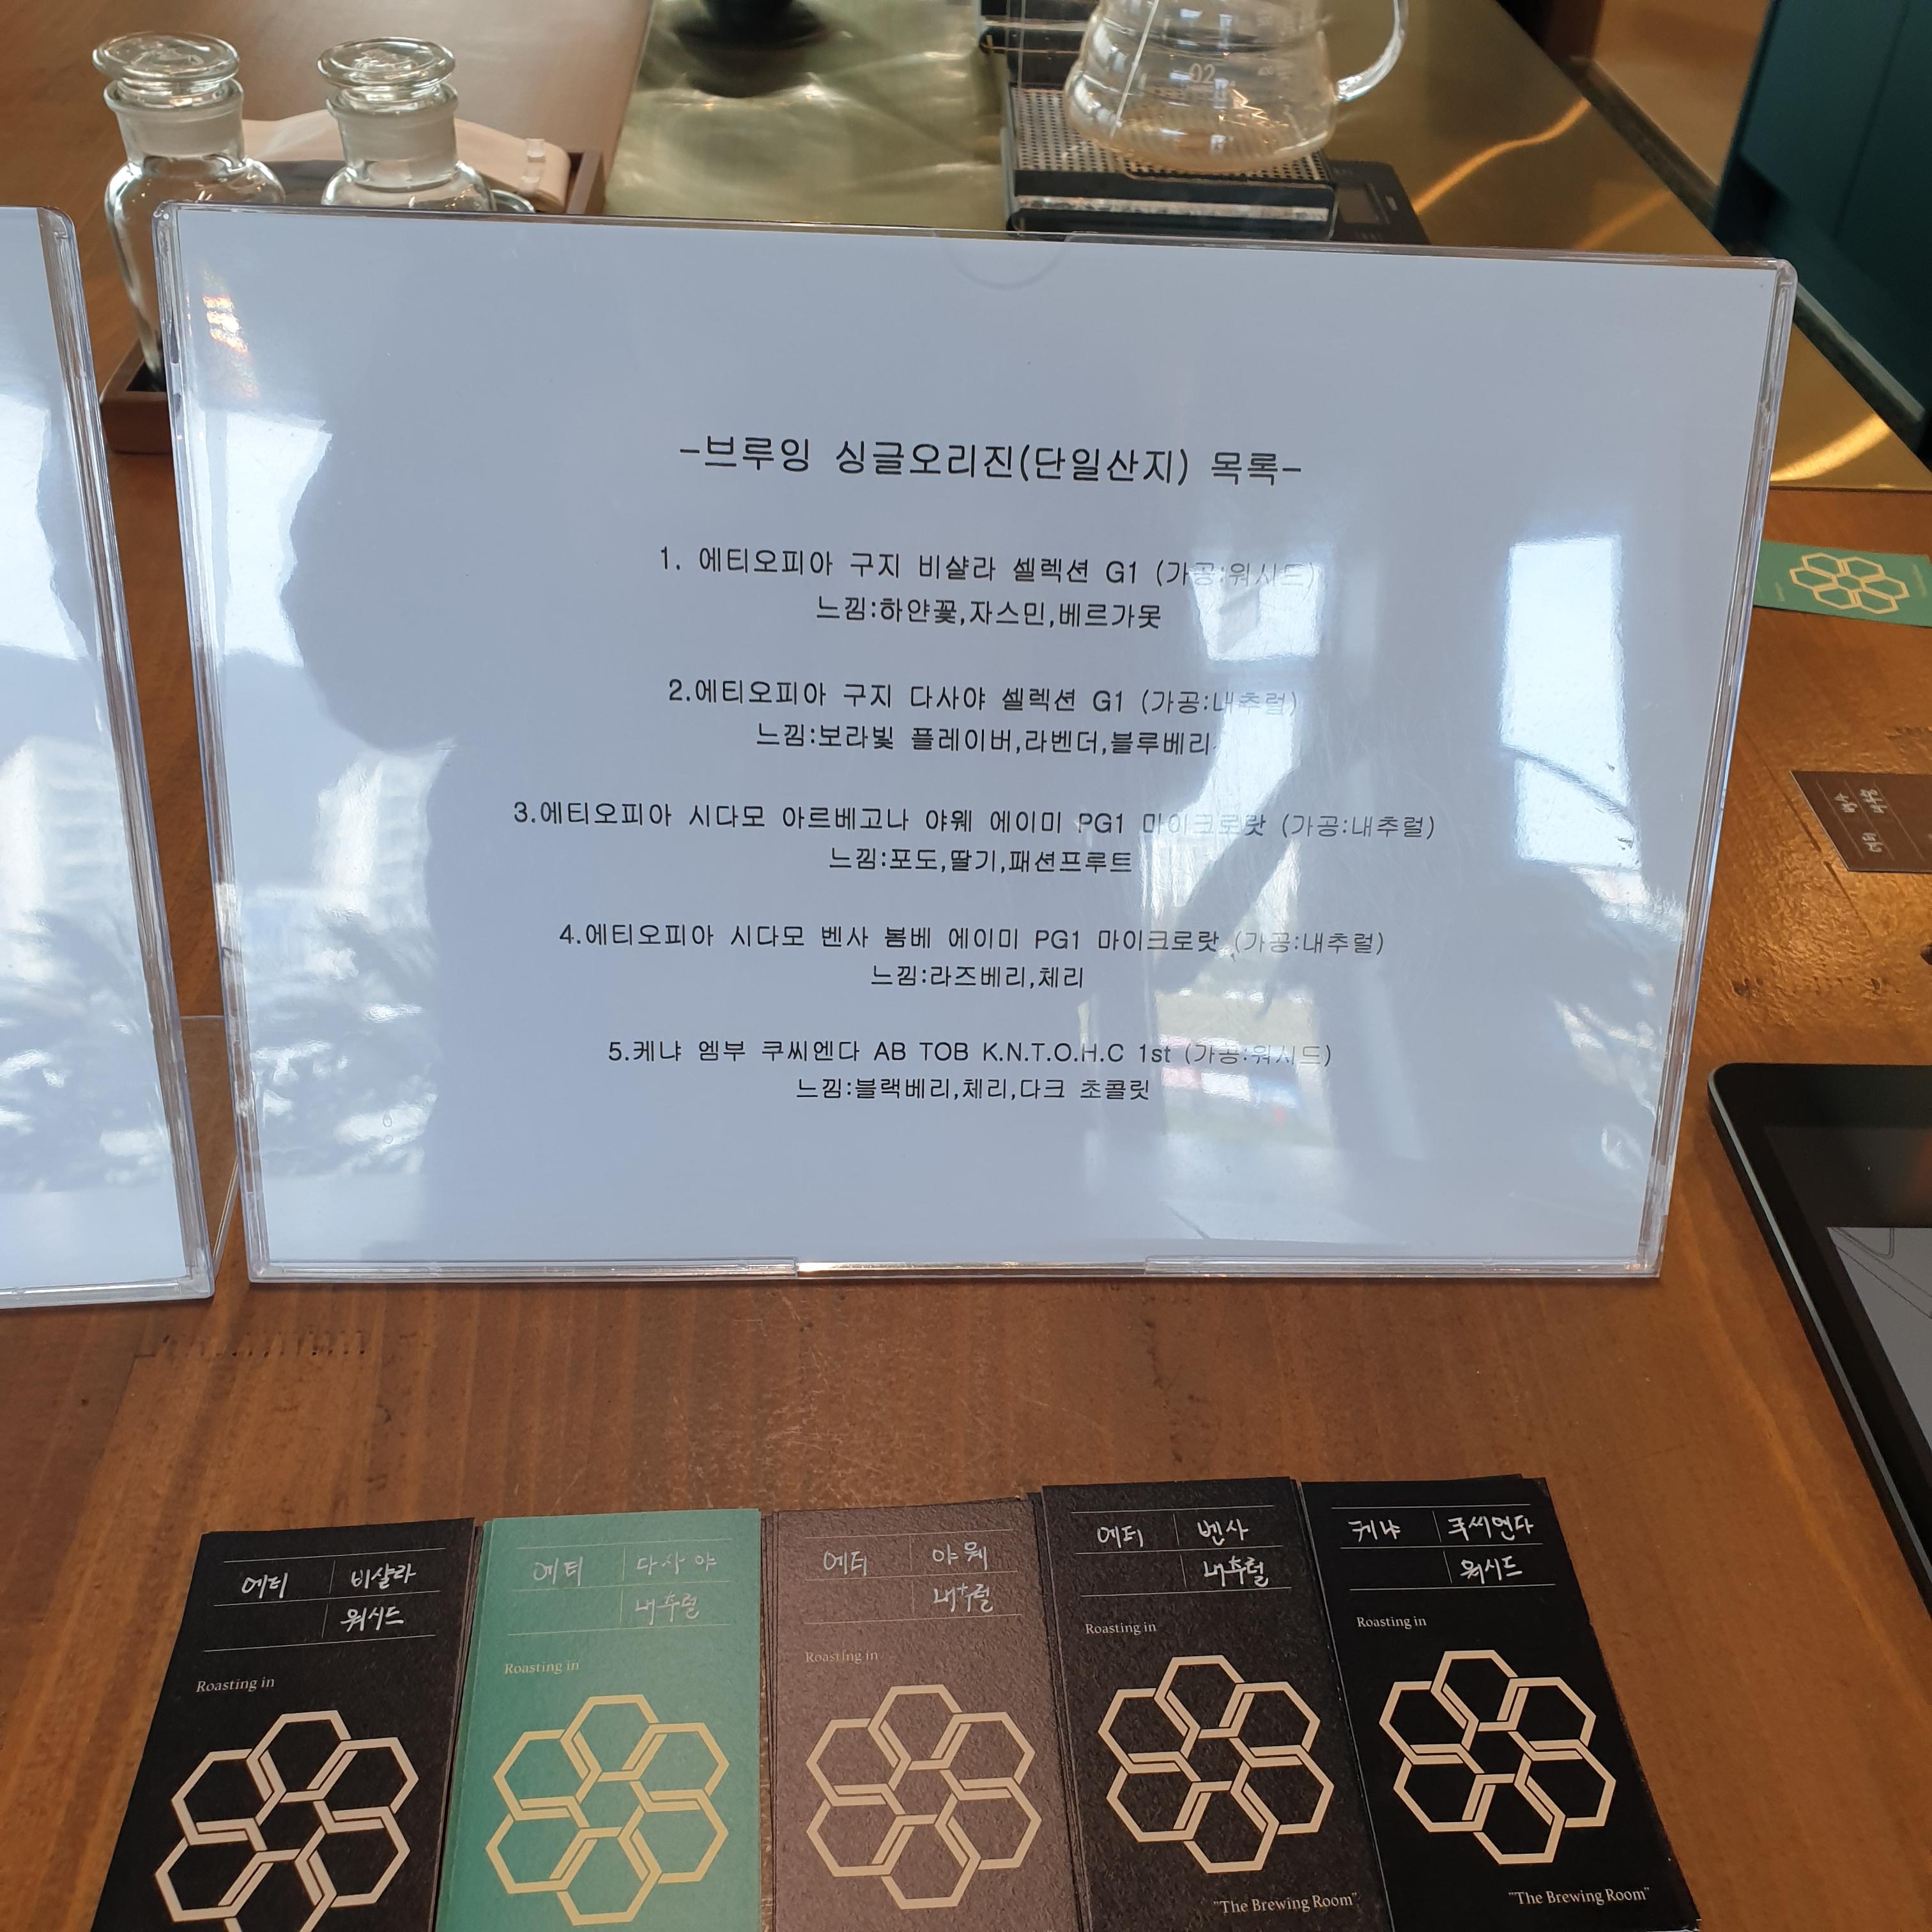 02
-브루잉 싱글오리진(단일산지) 목록-
1. 에티오피아 구지 비샬라 셀렉션 G1 (가공:워시드)
느낌:하얀꽃,자스민,베르가못
2.에티오피아 구지 다사야 셀렉션 G1 (가공:내추럴)
느낌:보라빛 플레이버,라벤더,블루베리
3.에티오피아 시다모 아르베고나 야웨 에이미 PG1 마이크로랏 (가공:내추럴)
느낌:포도,딸기,패션프루트
4.에티오피아 시다모 벤사 봄베 에이미 PG1 마이크로랏 (가공:내추럴)
느낌:라즈베리,체리
5.케냐 엠부 쿠씨엔다 AB TOB K.N.T.O.H.C 1st (가공:워시드)
느낌:블랙베리,체리,다크 초콜릿
에티 비샬라
워시드
Roasting in
에티 다사야
내추럴
Roasting in
에티 야웨
내추럴
Roasting in
에티 벤사
내추럴
Roasting in
"The Brewing Room"
케냐 쿠씨엔다
워시드
Roasting in
"The Brewing Room"